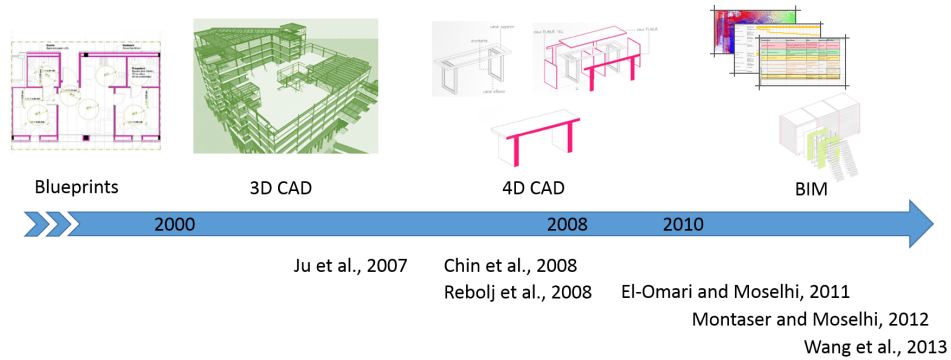 Blueprints
3D CAD
4D CAD
BIM
2000
2008
2010
Ju et al., 2007
Chin et al., 2008
Rebolj et al., 2008
El-Omari and Moselhi, 2011
Montaser and Moselhi, 2012
Wang et al., 2013